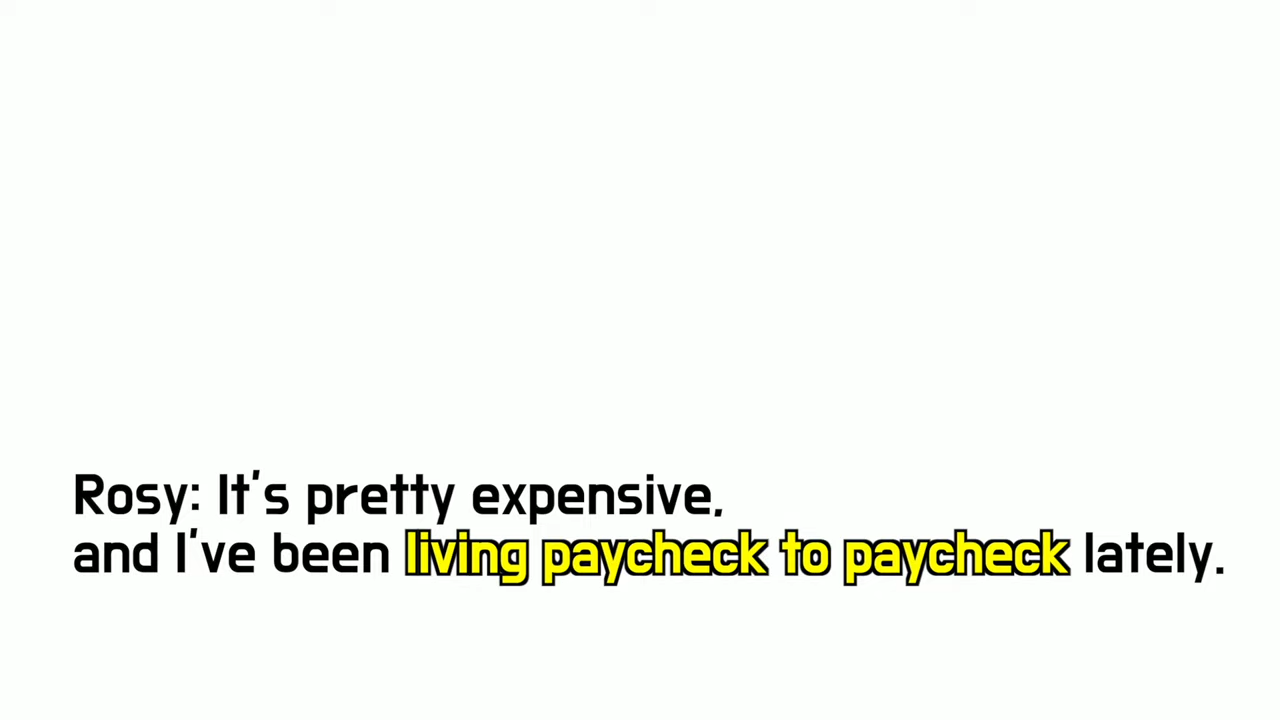 Rosy: It's pretty expensive,
and I've been living paycheck to paycheck lately.